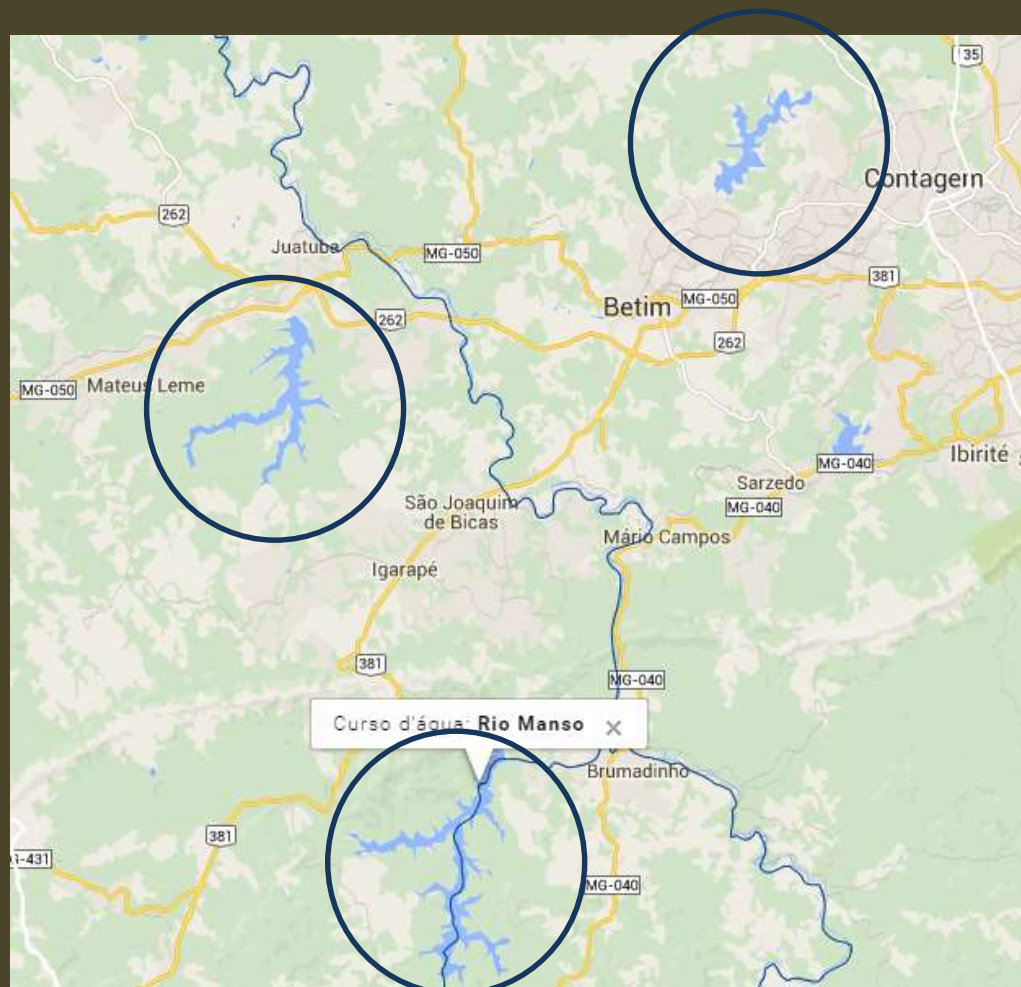 135
Contagem
262
Juatuba
MG-050
381
MG-050
Betim
262
262
MG-050
Mateus Leme
Ibirité
MG-040
Sarzedo
MG-040
São Joaquim
de Bicas
Mário Campos
Igarapé
381
MG-040
Curso d'água: Rio Manso ×
Brumadinho
381
-431
MG-040